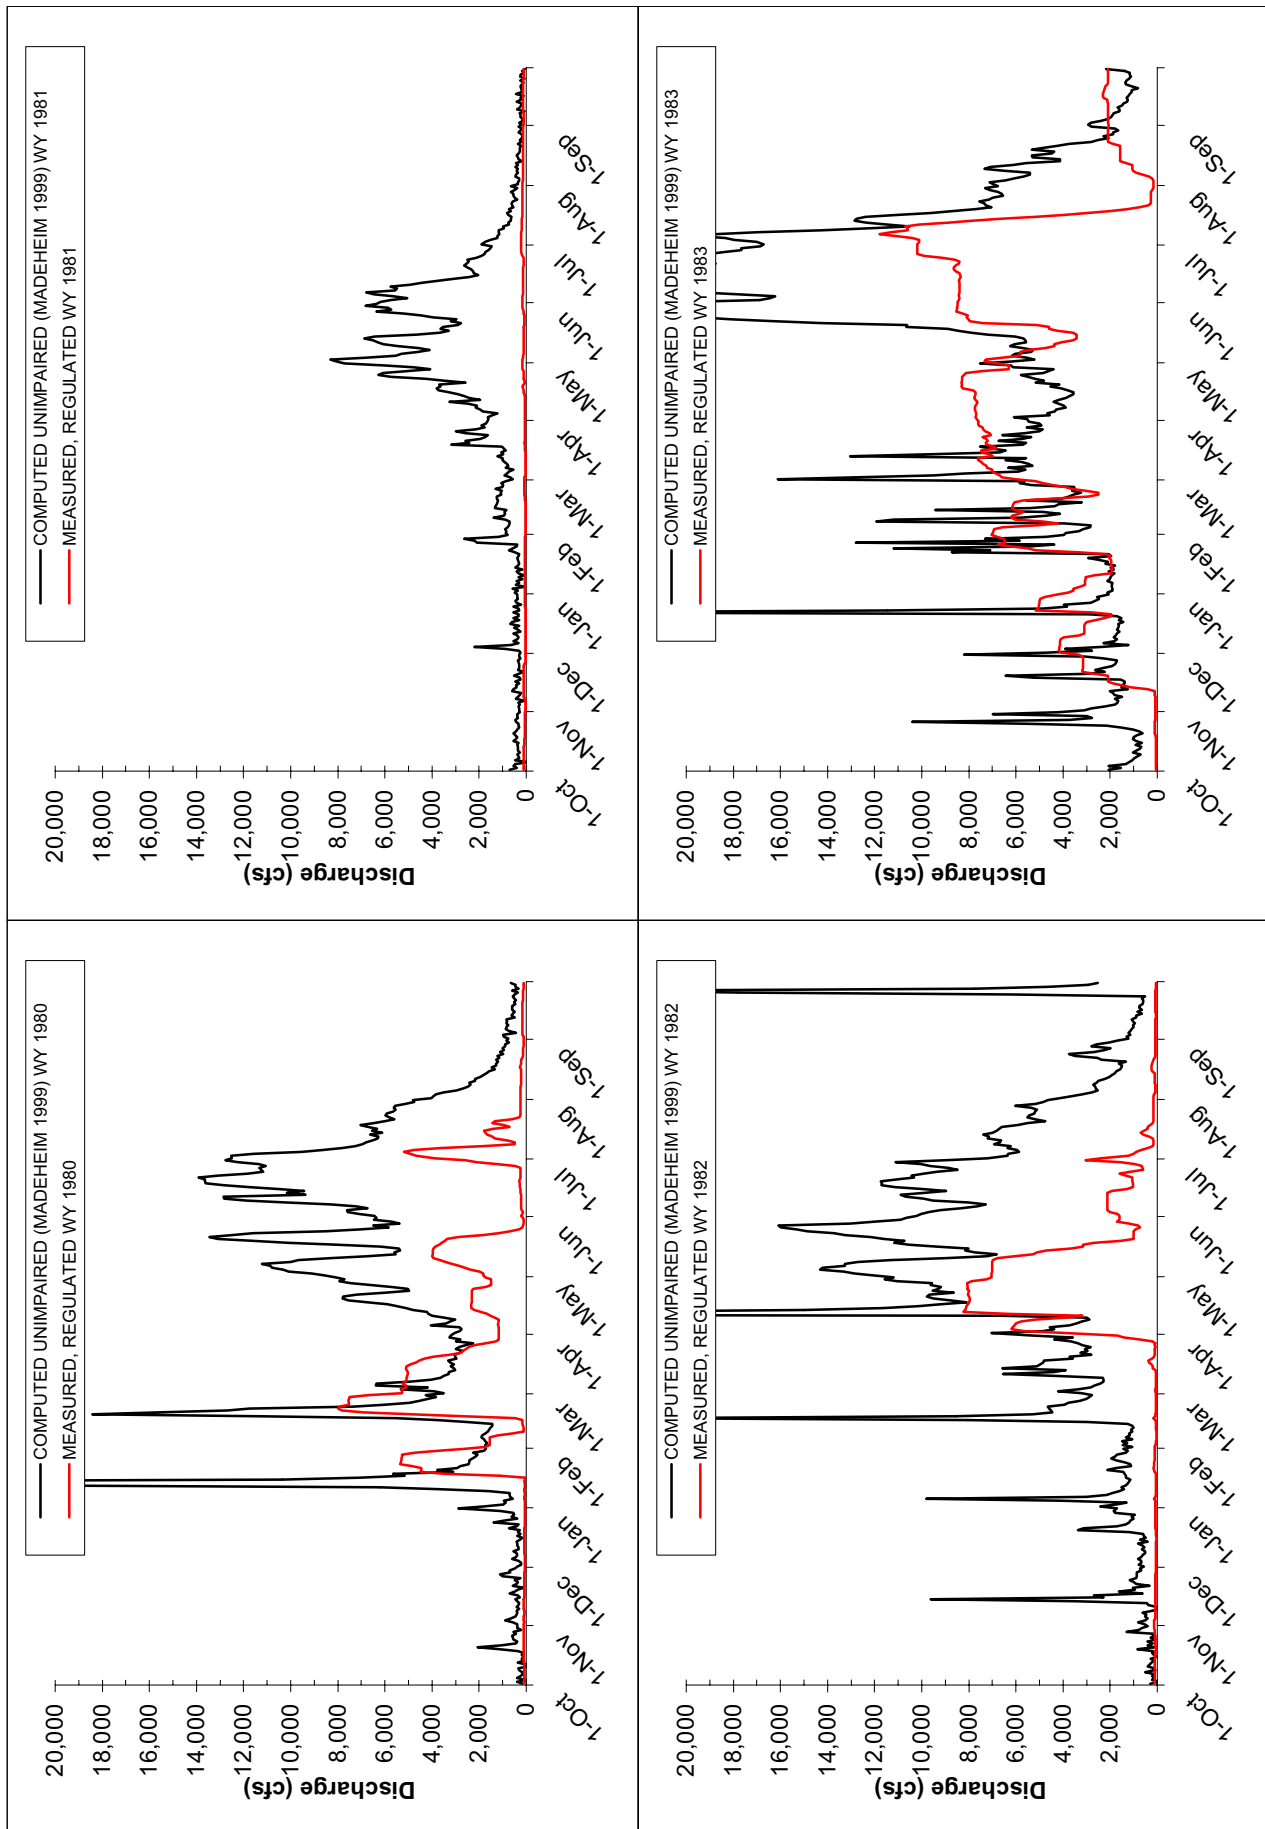 COMPUTED UNIMPAIRED (MADEHEIM 1999) WY 1980
MEASURED, REGULATED WY 1980
Discharge (cfs)
20,000
18,000
16,000
14,000
12,000
10,000
8,000
6,000
4,000
2,000
0
1-Oct
1-Nov
1-Dec
1-Jan
1-Feb
1-Mar
1-Apr
1-May
1-Jun
1-Jul
1-Aug
1-Sep
COMPUTED UNIMPAIRED (MADEHEIM 1999) WY 1981
MEASURED, REGULATED WY 1981
Discharge (cfs)
20,000
18,000
16,000
14,000
12,000
10,000
8,000
6,000
4,000
2,000
0
1-Oct
1-Nov
1-Dec
1-Jan
1-Feb
1-Mar
1-Apr
1-May
1-Jun
1-Jul
1-Aug
1-Sep
COMPUTED UNIMPAIRED (MADEHEIM 1999) WY 1982
MEASURED, REGULATED WY 1982
Discharge (cfs)
20,000
18,000
16,000
14,000
12,000
10,000
8,000
6,000
4,000
2,000
0
1-Oct
1-Nov
1-Dec
1-Jan
1-Feb
1-Mar
1-Apr
1-May
1-Jun
1-Jul
1-Aug
1-Sep
COMPUTED UNIMPAIRED (MADEHEIM 1999) WY 1983
MEASURED, REGULATED WY 1983
Discharge (cfs)
20,000
18,000
16,000
14,000
12,000
10,000
8,000
6,000
4,000
2,000
0
1-Oct
1-Nov
1-Dec
1-Jan
1-Feb
1-Mar
1-Apr
1-May
1-Jun
1-Jul
1-Aug
1-Sep